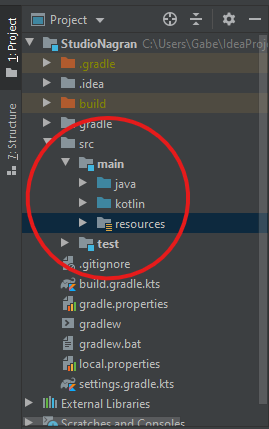 Project
1: Project
7: Structure
StudioNagran C:\Users\Gabe\IdeaProj
.gradle
.idea
build
gradle
src
main
java
kotlin
resources
test
.gitignore
build.gradle.kts
gradle.properties
gradlew
gradlew.bat
local.properties
settings.gradle.kts
External Libraries
Scratches and Consoles